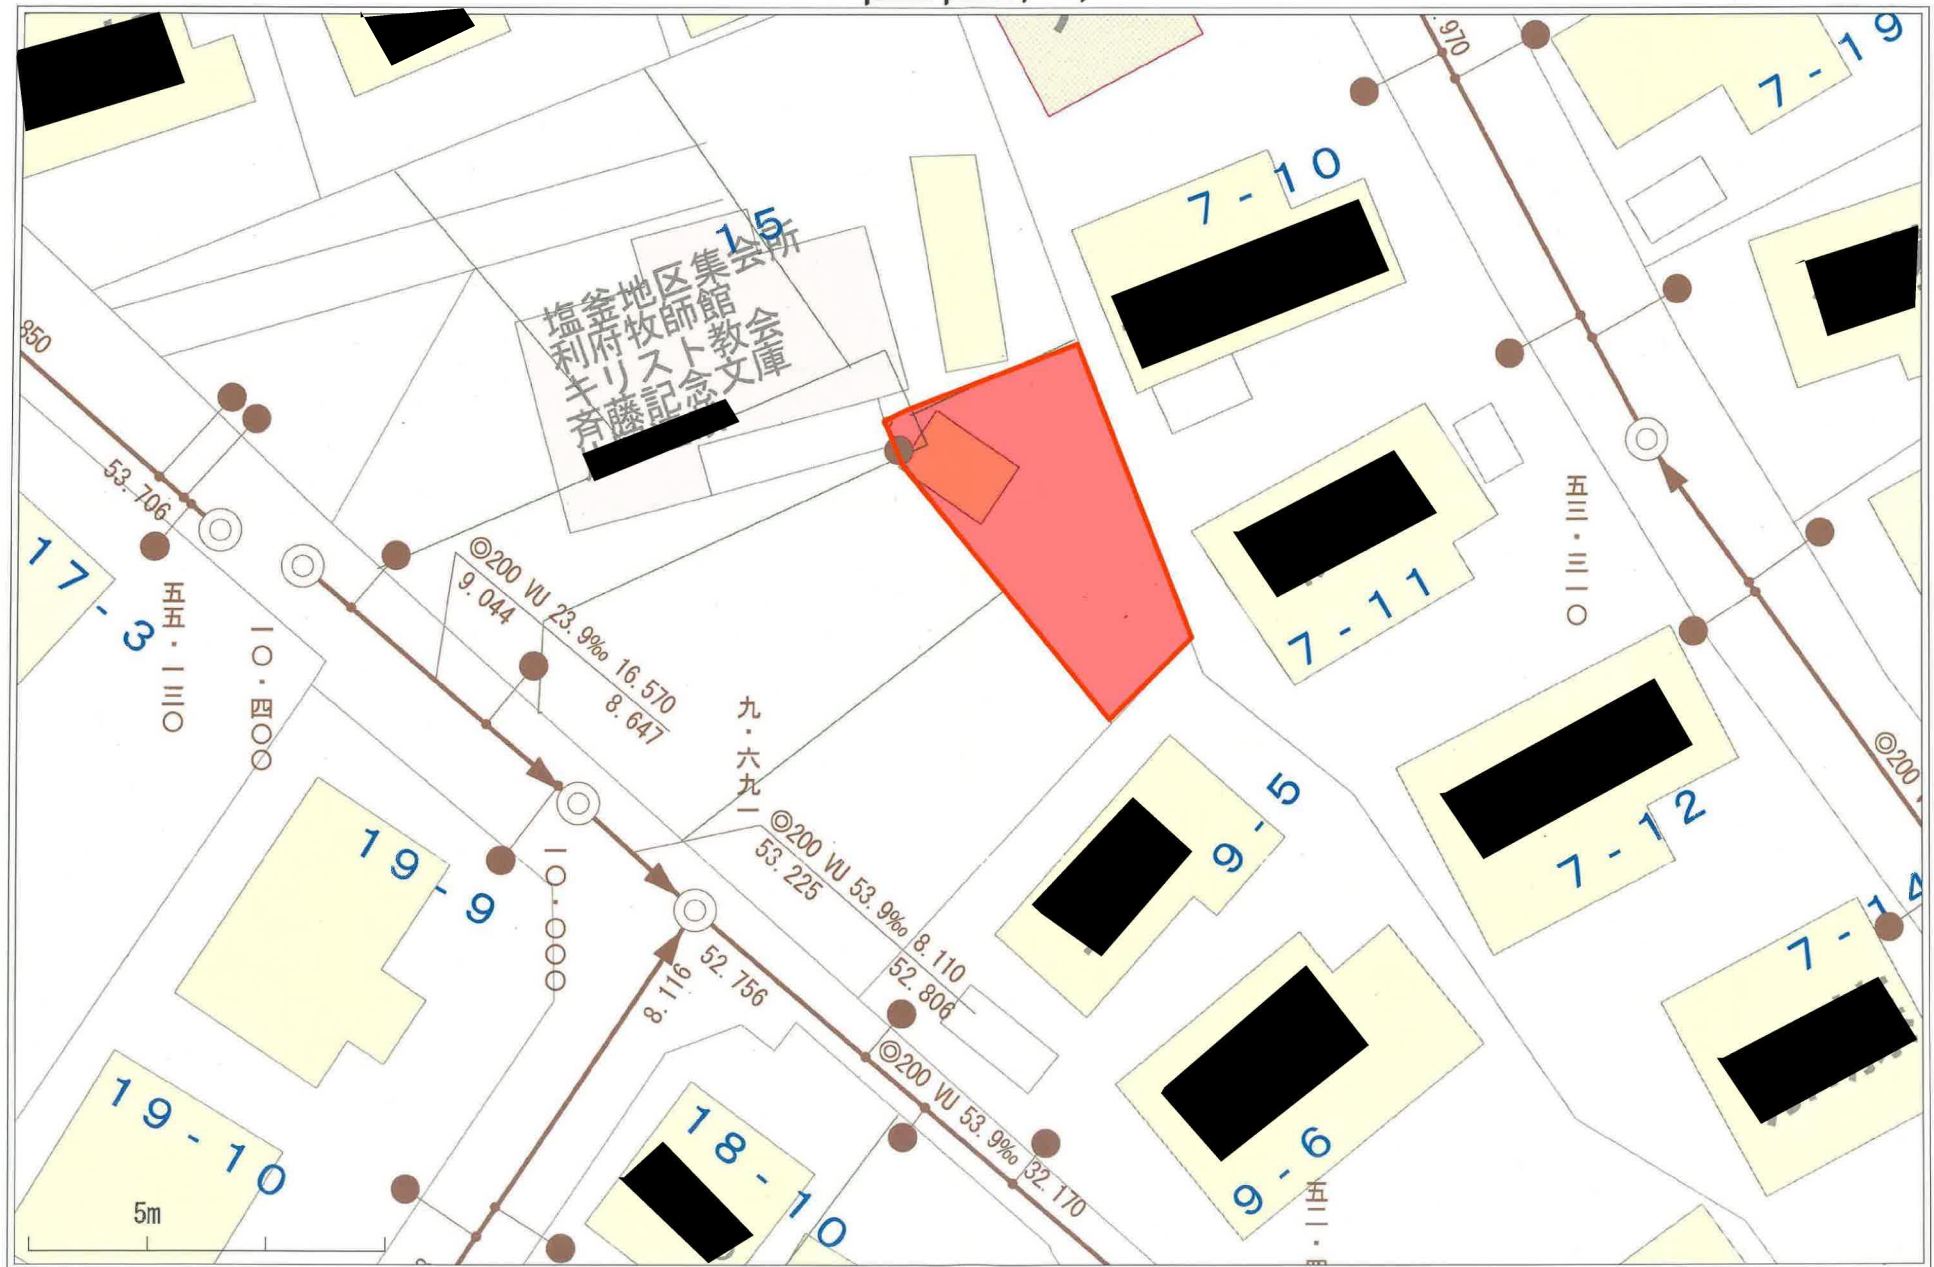 .970
7-19
7-10
15
塩釜地区集会所
利府牧師館
キリスト教会
斉藤記念文庫
850
53.706
17-3
五五・一三〇
一〇・四〇〇
◎200 VU 23.9‰ 16.570
9.044
8.647
五三・三一〇
7-11
九・六九一
◎200 VU 53.9‰ 8.110
53.225
52.806
9-5
7-12
◎200
7-14
19-9
一〇・〇〇〇
52.756
8.116
◎200 VU 53.9‰ 32.170
9-6
19-10
18-10
5m